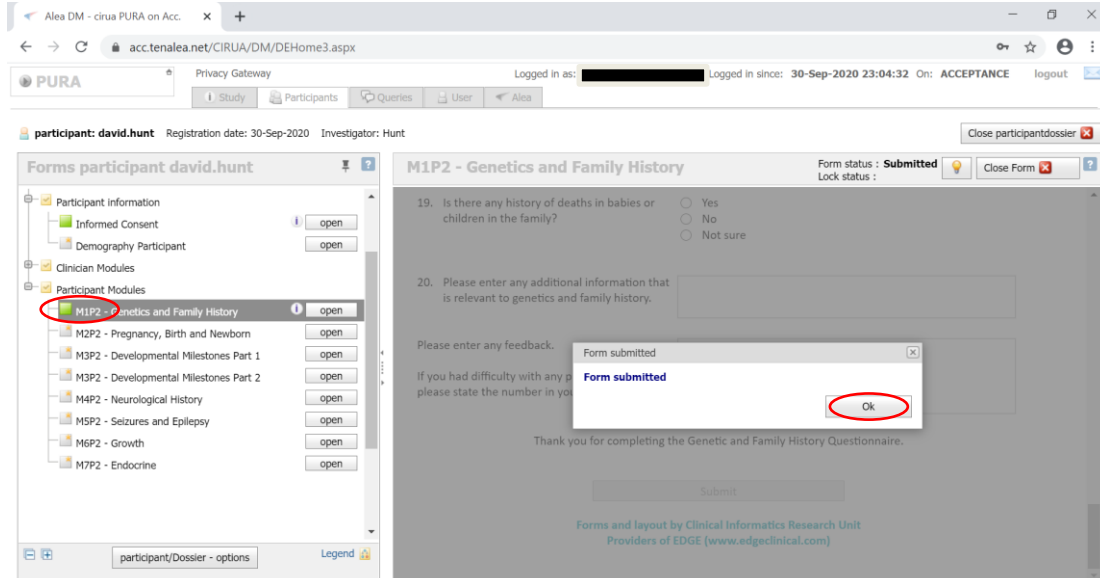 Alea DM - cirua PURA on Acc.
acc.tenalea.net/CIRUA/DM/DEHome3.aspx
PURA
Privacy Gateway
Logged in as: Logged in since: 30-Sep-2020 23:04:32 On: ACCEPTANCE logout
Study Participants Queries User Alea
participant: david.hunt Registration date: 30-Sep-2020 Investigator: Hunt
Close participantdossier
Forms participant david.hunt
Participant information
Informed Consent open
Demography Participant open
Clinician Modules
Participant Modules
M1P2 - Genetics and Family History open
M2P2 - Pregnancy, Birth and Newborn open
M3P2 - Developmental Milestones Part 1 open
M3P2 - Developmental Milestones Part 2 open
M4P2 - Neurological History open
M5P2 - Seizures and Epilepsy open
M6P2 - Growth open
M7P2 - Endocrine open
participant/Dossier - options
Legend
M1P2 - Genetics and Family History
Form status : Submitted
Lock status :
Close Form
19. Is there any history of deaths in babies or
children in the family?
Yes
No
Not sure
20. Please enter any additional information that
is relevant to genetics and family history.
Please enter any feedback.
If you had difficulty with any p
please state the number in you
Form submitted
Form submitted
Ok
Thank you for completing the Genetic and Family History Questionnaire.
Submit
Forms and layout by Clinical Informatics Research Unit
Providers of EDGE (www.edgeclinical.com)